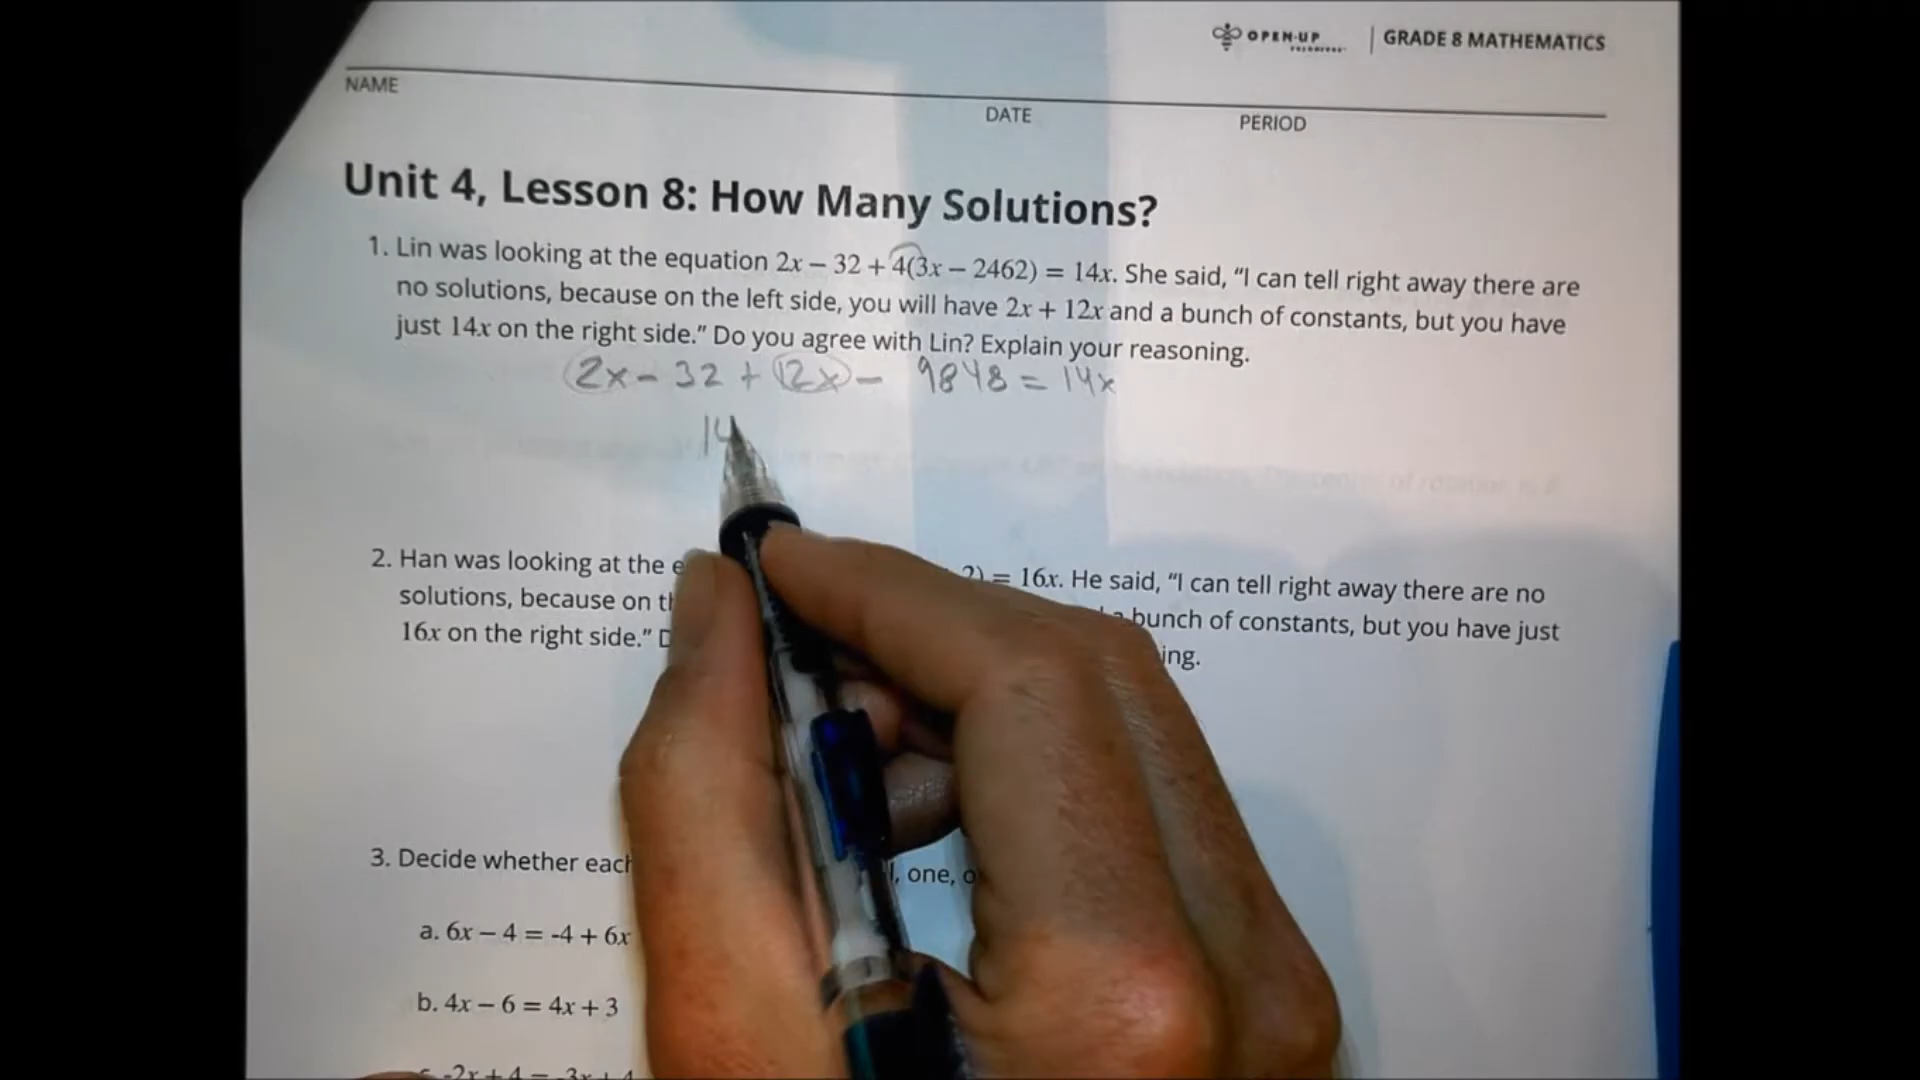 OPEN-UP
GRADE 8 MATHEMATICS
NAME
DATE
PERIOD
Unit 4, Lesson 8: How Many Solutions?
1. Lin was looking at the equation 2x – 32 + 4(3x – 2462) = 14x. She said, “I can tell right away there are
no solutions, because on the left side, you will have 2x + 12x and a bunch of constants, but you have
just 14x on the right side.” Do you agree with Lin? Explain your reasoning.
2x – 32 + 12x – 9848 = 14x
14
2. Han was looking at the 2) = 16x. He said, “I can tell right away there are no
solutions, because on bunch of constants, but you have just
16x on the right side.”
3. Decide whether one,
a. 6x – 4 = -4 + 6x
b. 4x – 6 = 4x + 3
-2x + 4 = -3x + 4